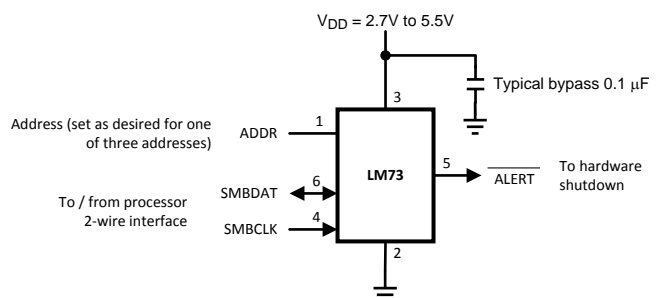 V_DD = 2.7V to 5.5V
Typical bypass 0.1 μF
3
Address (set as desired for one
of three addresses)
ADDR
1
LM73
5
ALERT
To hardware
shutdown
To / from processor
2-wire interface
SMBDAT
6
SMBCLK
4
2